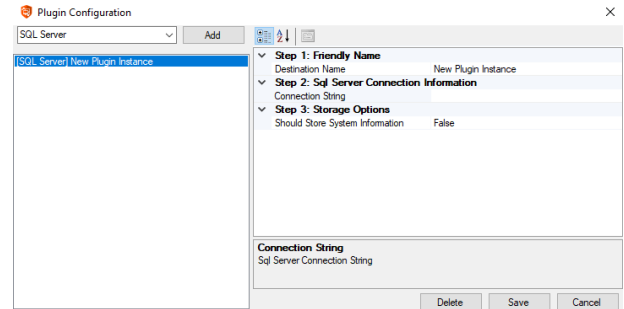 Plugin Configuration
SQL Server
Add
[SQL Server] New Plugin Instance
Step 1: Friendly Name
Destination Name New Plugin Instance
Step 2: Sql Server Connection Information
Connection String
Step 3: Storage Options
Should Store System Information False
Connection String
Sql Server Connection String
Delete Save Cancel